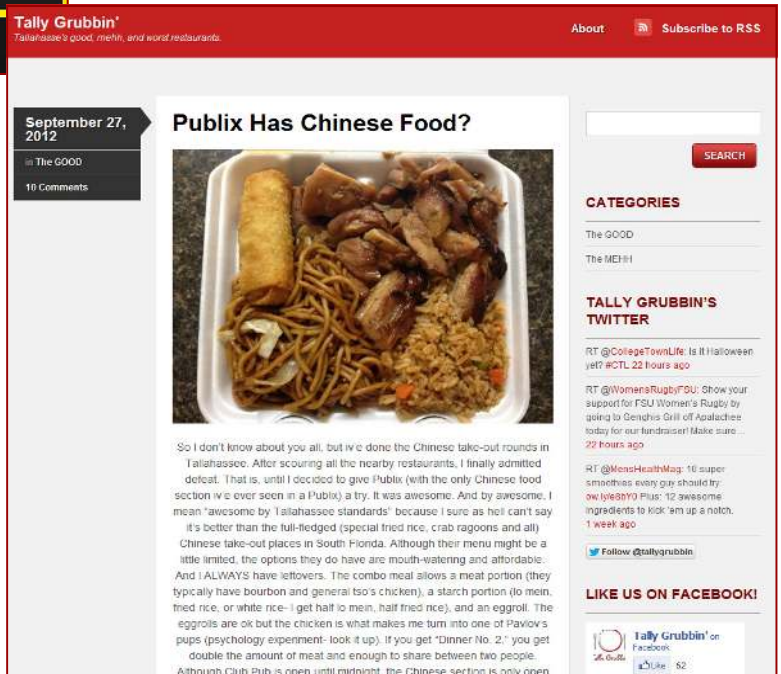 Tally Grubbin'
Tallahasse's good, mehh, and worst restaurants.
About
Subscribe to RSS
September 27,
2012
in The GOOD
10 Comments
Publix Has Chinese Food?
So I don't know about you all, but iv'e done the Chinese take-out rounds in
Tallahassee. After scouring all the nearby restaurants, I finally admitted
defeat. That is, until I decided to give Publix (with the only Chinese food
section iv'e ever seen in a Publix) a try. It was awesome. And by awesome, I
mean "awesome by Tallahassee standards" because I sure as hell can't say
it's better than the full-fledged (special fried rice, crab ragoons and all)
Chinese take-out places in South Florida. Although their menu might be a
little limited, the options they do have are mouth-watering and affordable.
And I ALWAYS have leftovers. The combo meal allows a meat portion (they
typically have bourbon and general tso's chicken), a starch portion (lo mein,
fried rice, or white rice- I get half lo mein, half fried rice), and an eggroll. The
eggrolls are ok but the chicken is what makes me turn into one of Pavlov's
pups (psychology experiment- look it up). If you get "Dinner No. 2," you get
double the amount of meat and enough to share between two people.
Although Club Pub is open until midnight, the Chinese section is only open
SEARCH
CATEGORIES
The GOOD
The MEHH
TALLY GRUBBIN'S
TWITTER
RT @CollegeTownLife: Is it Halloween
yet? #CTL 22 hours ago
RT @WomensRugbyFSU: Show your
support for FSU Women's Rugby by
going to Genghis Grill off Apalachee
today for our fundraiser! Make sure ...
22 hours ago
RT @MensHealthMag: 16 super
smoothies every guy should try:
Plus: 12 awesome
ingredients to kick 'em up a notch.
1 week ago
Follow @tallygrubbin
LIKE US ON FACEBOOK!
Tally Grubbin' on
Facebook
Like 52